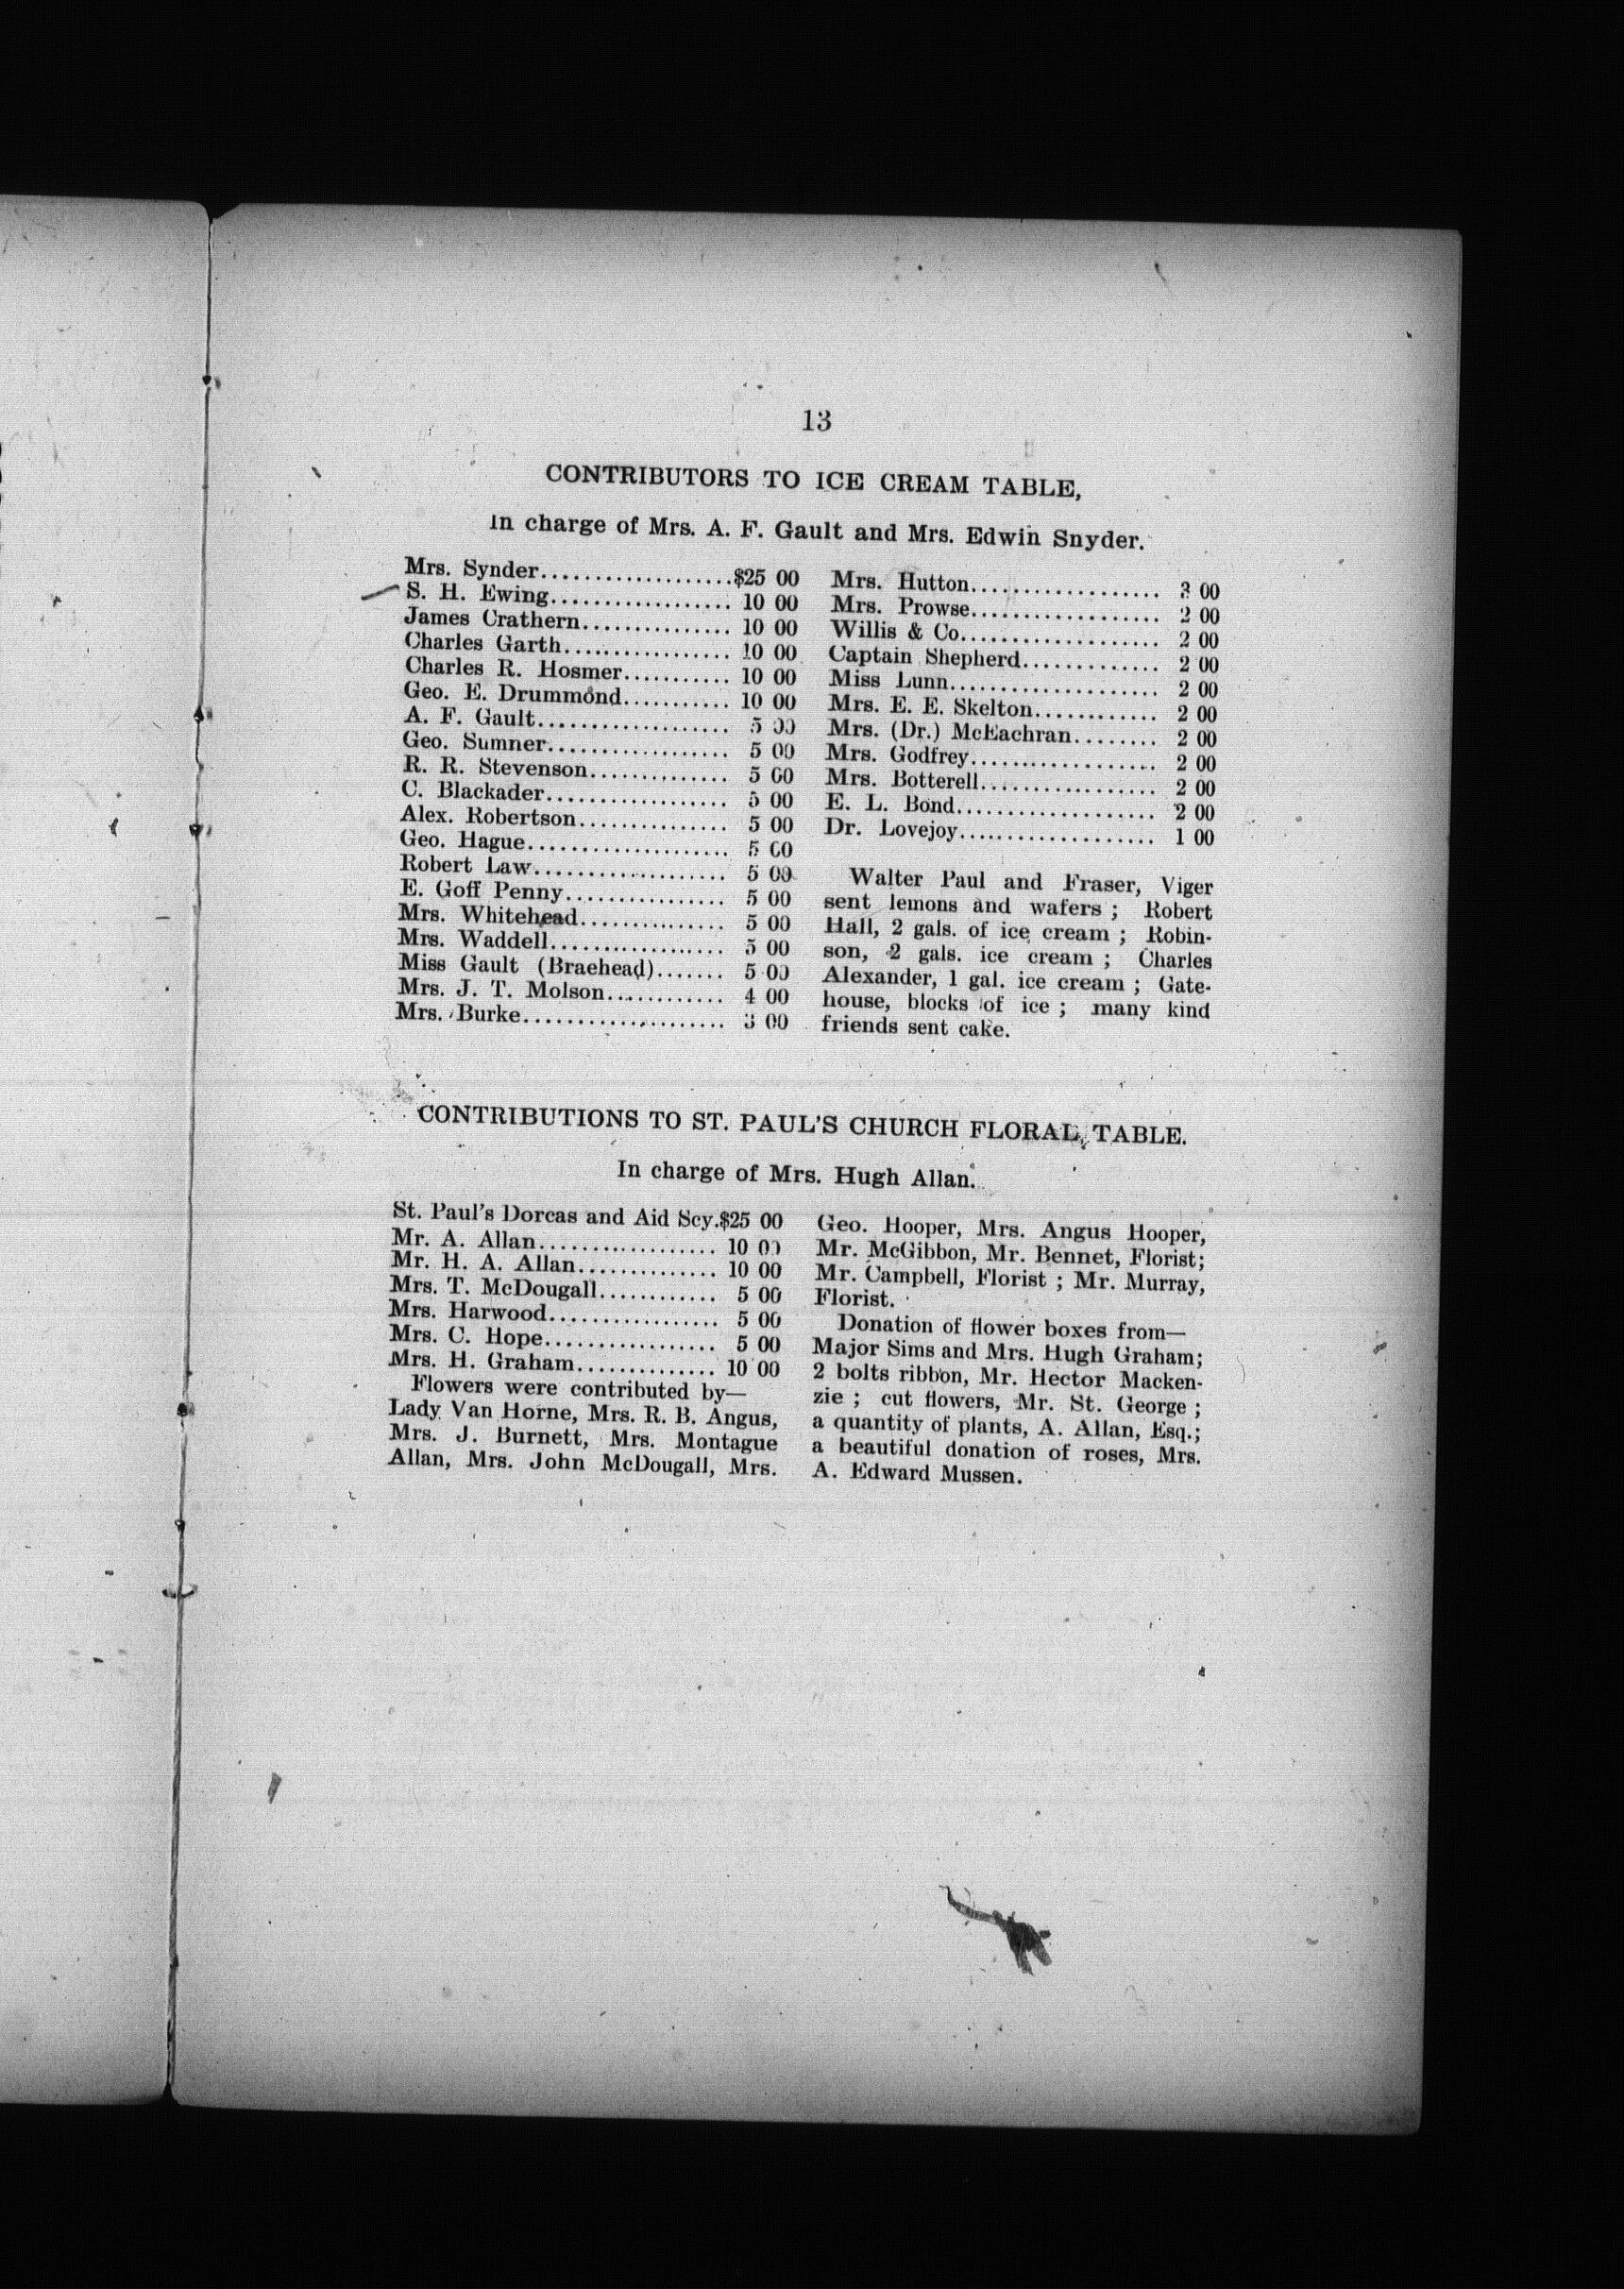 13
CONTRIBUTORS TO ICE CREAM TABLE,
In charge of Mrs. A. F. Gault and Mrs. Edwin Snyder.
Mrs. Synder...................$25 00
S. H. Ewing.................. 10 00
James Crathern............... 10 00
Charles Garth................. 10 00
Charles R. Hosmer........... 10 00
Geo. E. Drummond........... 10 00
A. F. Gault................... 5 00
Geo. Sumner.................. 5 00
R. R. Stevenson.............. 5 00
C. Blackader.................. 5 00
Alex. Robertson............... 5 00
Geo. Hague.................... 5 00
Robert Law................... 5 00
E. Goff Penny................ 5 00
Mrs. Whitehead............... 5 00
Mrs. Waddell.................. 5 00
Miss Gault (Braehead)....... 5 00
Mrs. J. T. Molson............ 4 00
Mrs. Burke.................... 3 00
Mrs. Hutton................... 3 00
Mrs. Prowse................... 2 00
Willis & Co.................... 2 00
Captain Shepherd............. 2 00
Miss Lunn..................... 2 00
Mrs. E. E. Skelton............ 2 00
Mrs. (Dr.) McEachran........ 2 00
Mrs. Godfrey.................. 2 00
Mrs. Botterell................. 2 00
E. L. Bond.................... 2 00
Dr. Lovejoy................... 1 00
Walter Paul and Fraser, Viger
sent lemons and wafers ; Robert
Hall, 2 gals. of ice cream ; Robin-
son, 2 gals. ice cream ; Charles
Alexander, 1 gal. ice cream ; Gate-
house, blocks of ice ; many kind
friends sent cake.
CONTRIBUTIONS TO ST. PAUL'S CHURCH FLORAL TABLE.
In charge of Mrs. Hugh Allan.
St. Paul's Dorcas and Aid Scy.$25 00
Mr. A. Allan.................. 10 00
Mr. H. A. Allan.............. 10 00
Mrs. T. McDougall............ 5 00
Mrs. Harwood................. 5 00
Mrs. C. Hope................. 5 00
Mrs. H. Graham.............. 10 00
Flowers were contributed by—
Lady Van Horne, Mrs. R. B. Angus,
Mrs. J. Burnett, Mrs. Montague
Allan, Mrs. John McDougall, Mrs.
Geo. Hooper, Mrs. Angus Hooper,
Mr. McGibbon, Mr. Bennet, Florist;
Mr. Campbell, Florist ; Mr. Murray,
Florist.
Donation of flower boxes from—
Major Sims and Mrs. Hugh Graham;
2 bolts ribbon, Mr. Hector Macken-
zie ; cut flowers, Mr. St. George ;
a quantity of plants, A. Allan, Esq.;
a beautiful donation of roses, Mrs.
A. Edward Mussen.